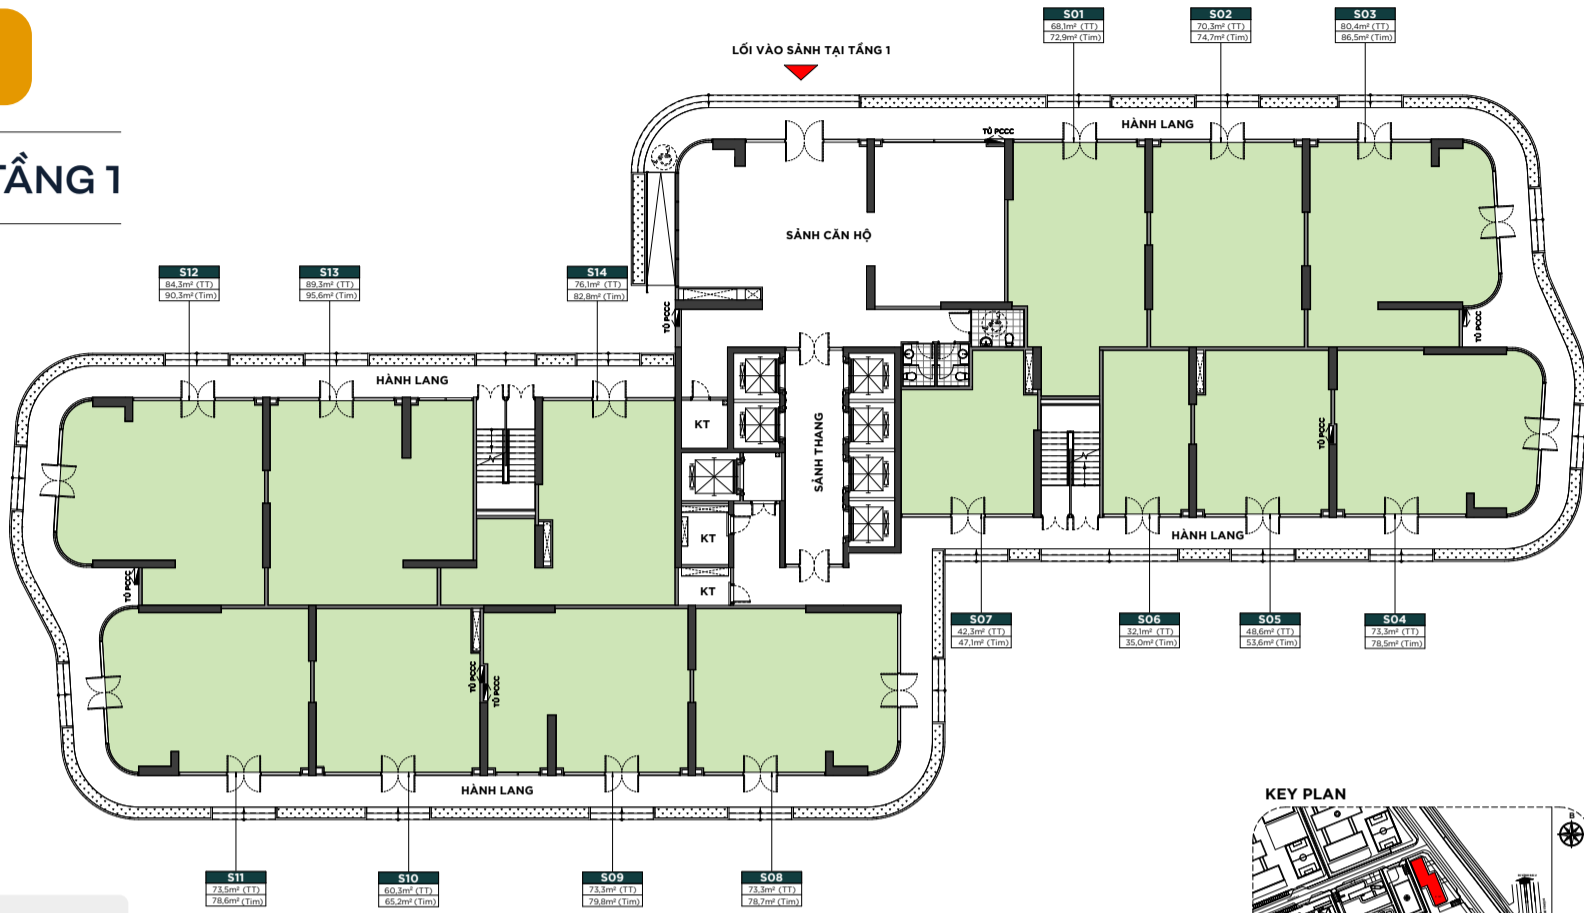 TẦNG 1
LỐI VÀO SẢNH TẠI TẦNG 1
S01
68,1m² (TT)
72,9m² (Tim)
S02
70,3m² (TT)
74,7m² (Tim)
S03
80,4m² (TT)
86,5m² (Tim)
HÀNH LANG
TỦ PCCC
SẢNH CĂN HỘ
S12
84,3m² (TT)
90,3m² (Tim)
S13
89,3m² (TT)
95,6m² (Tim)
S14
76,1m² (TT)
82,8m² (Tim)
TỦ PCCC
TỦ PCCC
HÀNH LANG
KT
SẢNH THANG
TỦ PCCC
KT
HÀNH LANG
TỦ PCCC
KT
S07
42,3m² (TT)
47,1m² (Tim)
S06
32,1m² (TT)
35,0m² (Tim)
S05
48,6m² (TT)
53,6m² (Tim)
S04
73,3m² (TT)
78,5m² (Tim)
TỦ PCCC
TỦ PCCC
HÀNH LANG
KEY PLAN
S11
73,5m² (TT)
78,6m² (Tim)
S10
60,3m² (TT)
65,2m² (Tim)
S09
73,3m² (TT)
79,8m² (Tim)
S08
73,3m² (TT)
78,7m² (Tim)